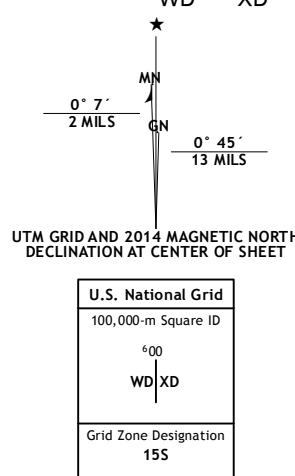 WD XD
★
MN
0° 7´
2 MILS
GN
0° 45´
13 MILS
UTM GRID AND 2014 MAGNETIC NORTH
DECLINATION AT CENTER OF SHEET
U.S. National Grid
100,000-m Square ID
⁶00
WD XD
Grid Zone Designation
15S